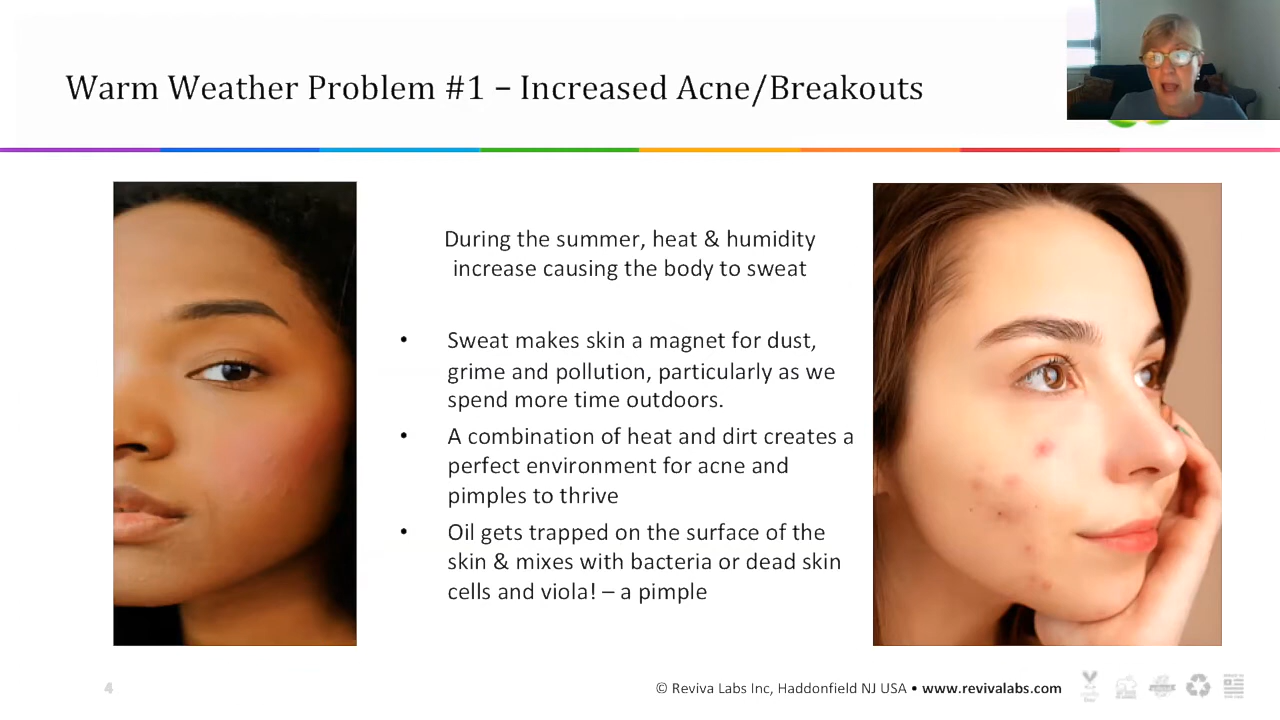 Warm Weather Problem #1 – Increased Acne/Breakouts
During the summer, heat & humidity
increase causing the body to sweat
• Sweat makes skin a magnet for dust,
grime and pollution, particularly as we
spend more time outdoors.
• A combination of heat and dirt creates a
perfect environment for acne and
pimples to thrive
• Oil gets trapped on the surface of the
skin & mixes with bacteria or dead skin
cells and viola! – a pimple
4
© Reviva Labs Inc, Haddonfield NJ USA • www.revivalabs.com